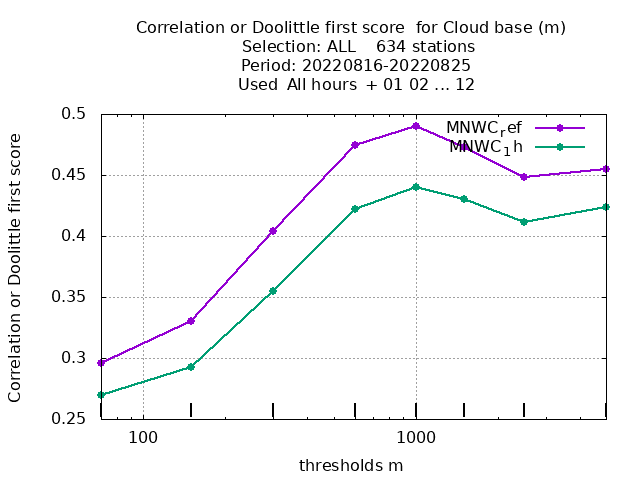 Correlation or Doolittle first score  for Cloud base (m)
Selection: ALL    634 stations
Period: 20220816-20220825
Used  All hours  + 01 02 ... 12
Correlation or Doolittle first score
0.5
0.45
0.4
0.35
0.3
0.25
MNWC_ref
MNWC_1h
100
1000
thresholds m